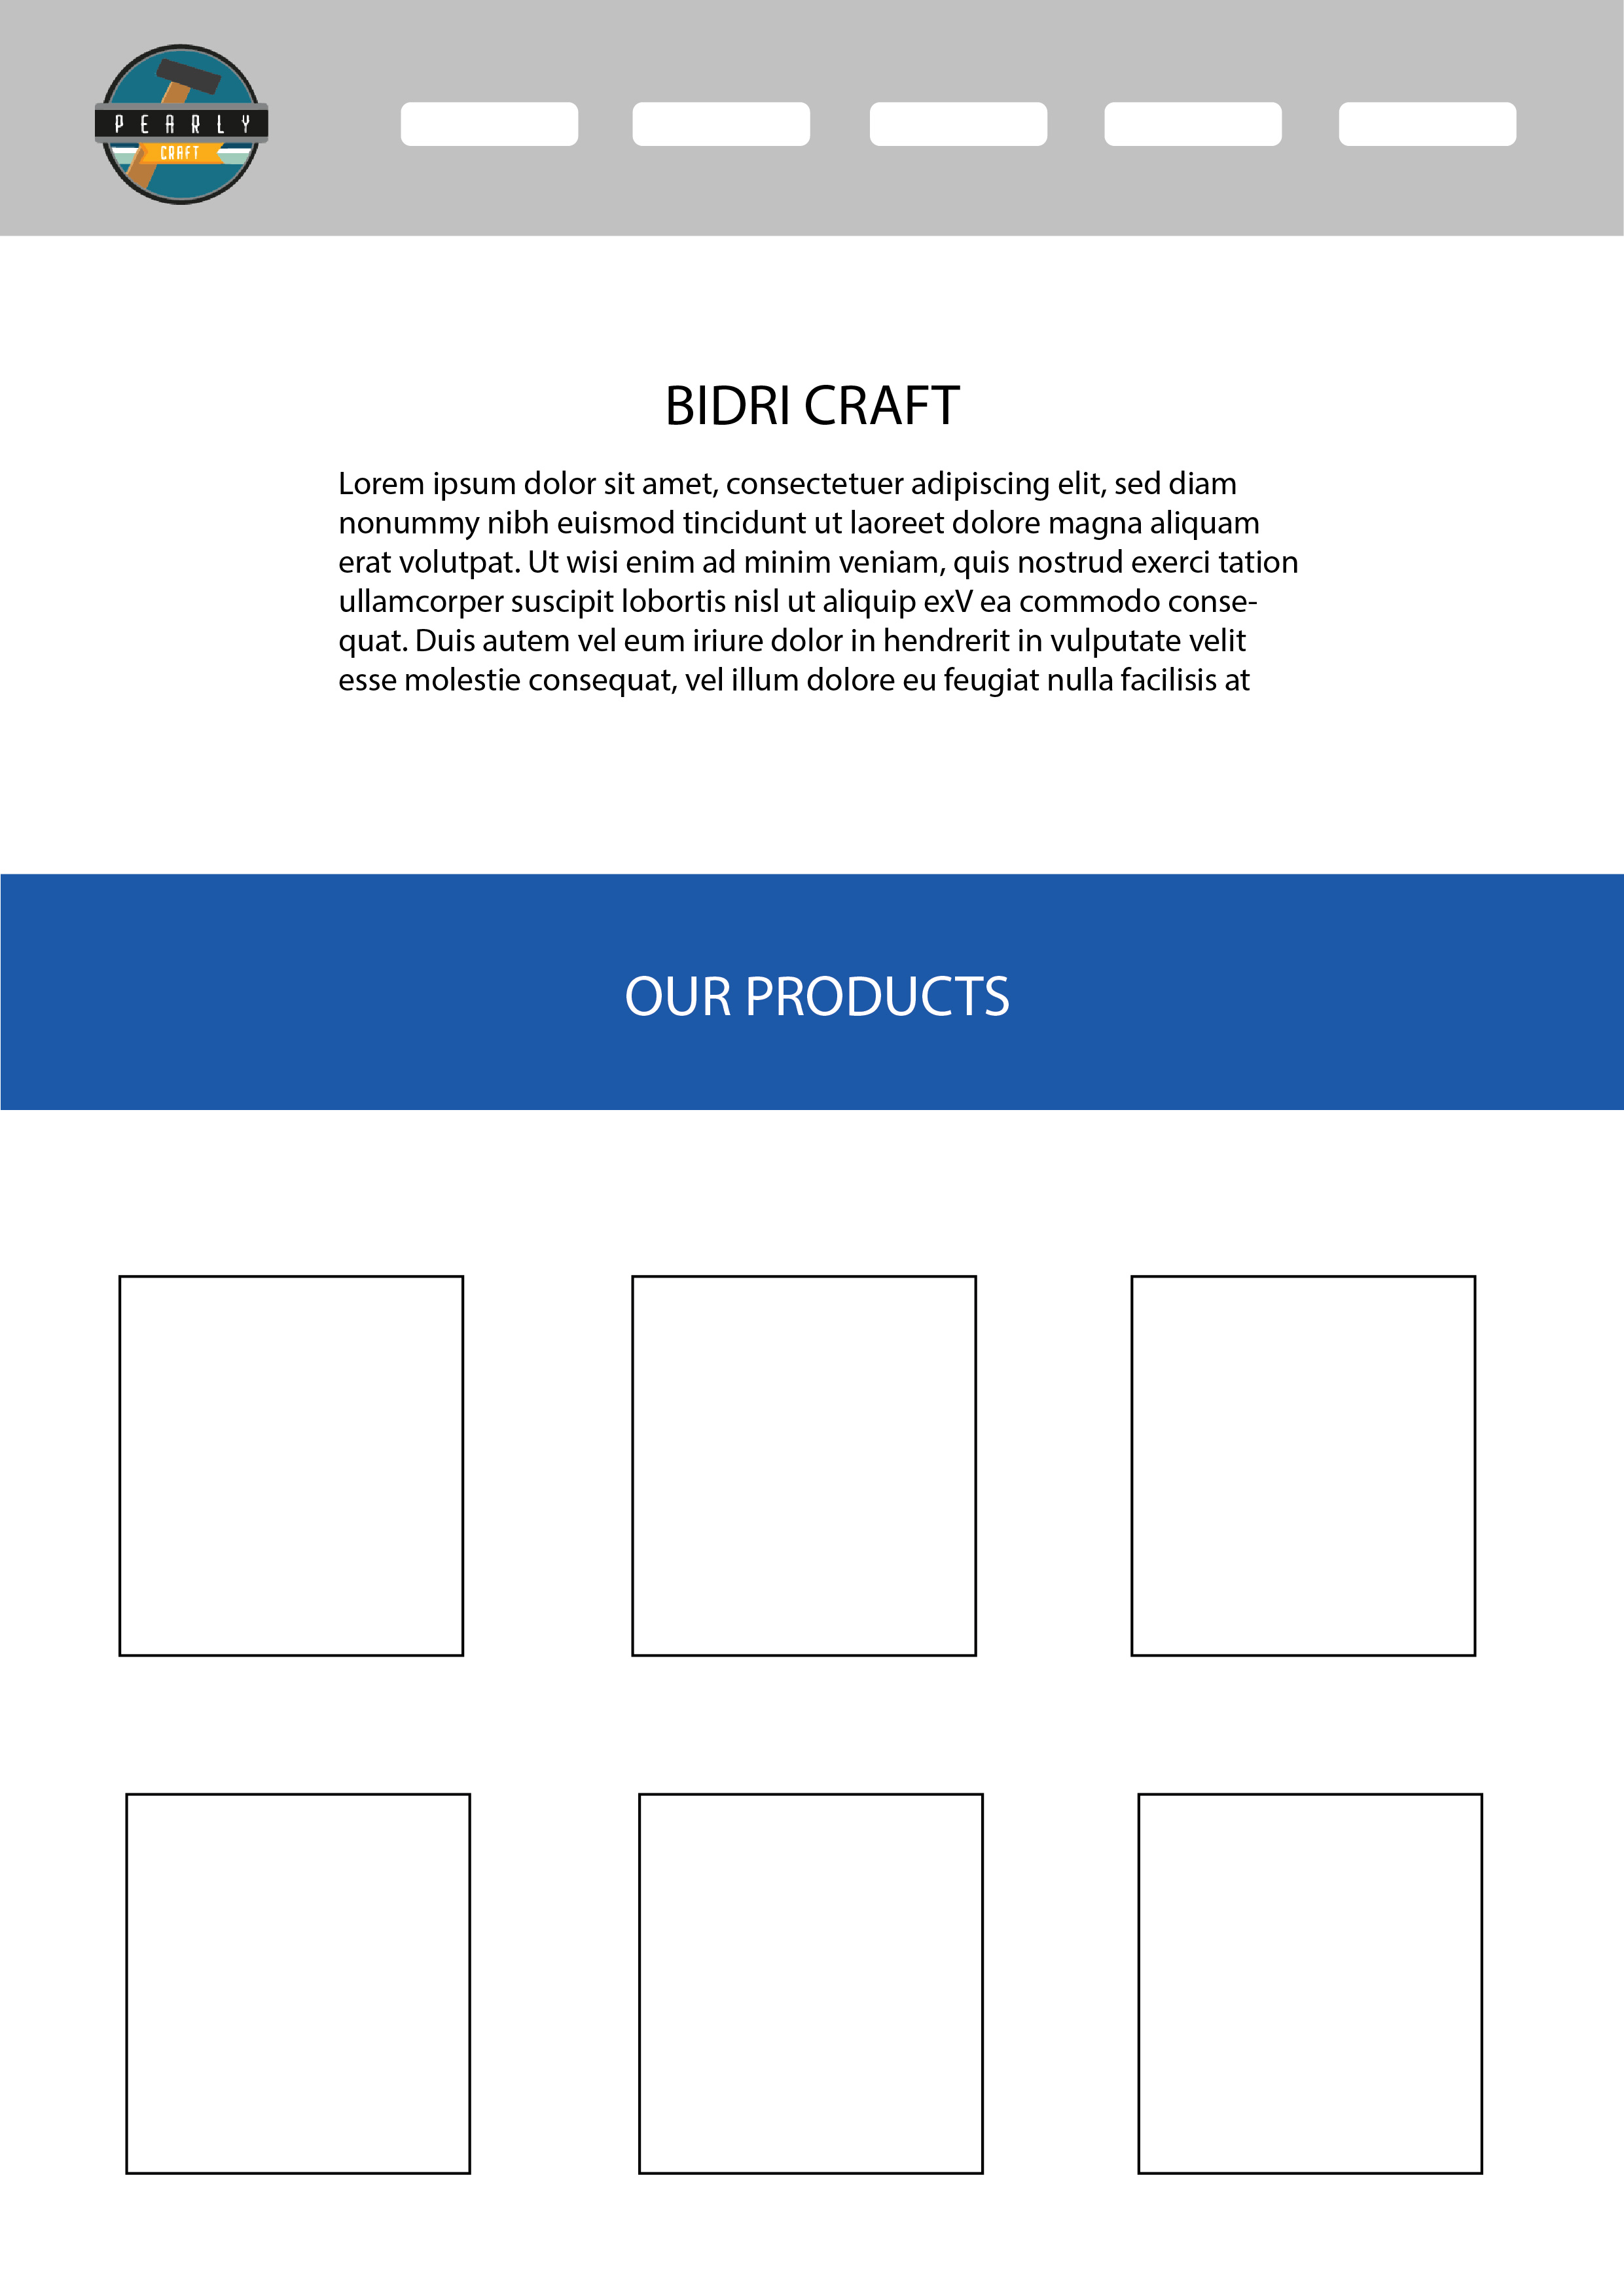 PEARLY
CRAFT
BIDRI CRAFT
Lorem ipsum dolor sit amet, consectetuer adipiscing elit, sed diam
nonummy nibh euismod tincidunt ut laoreet dolore magna aliquam
erat volutpat. Ut wisi enim ad minim veniam, quis nostrud exerci tation
ullamcorper suscipit lobortis nisl ut aliquip exV ea commodo conse-
quat. Duis autem vel eum iriure dolor in hendrerit in vulputate velit
esse molestie consequat, vel illum dolore eu feugiat nulla facilisis at
OUR PRODUCTS